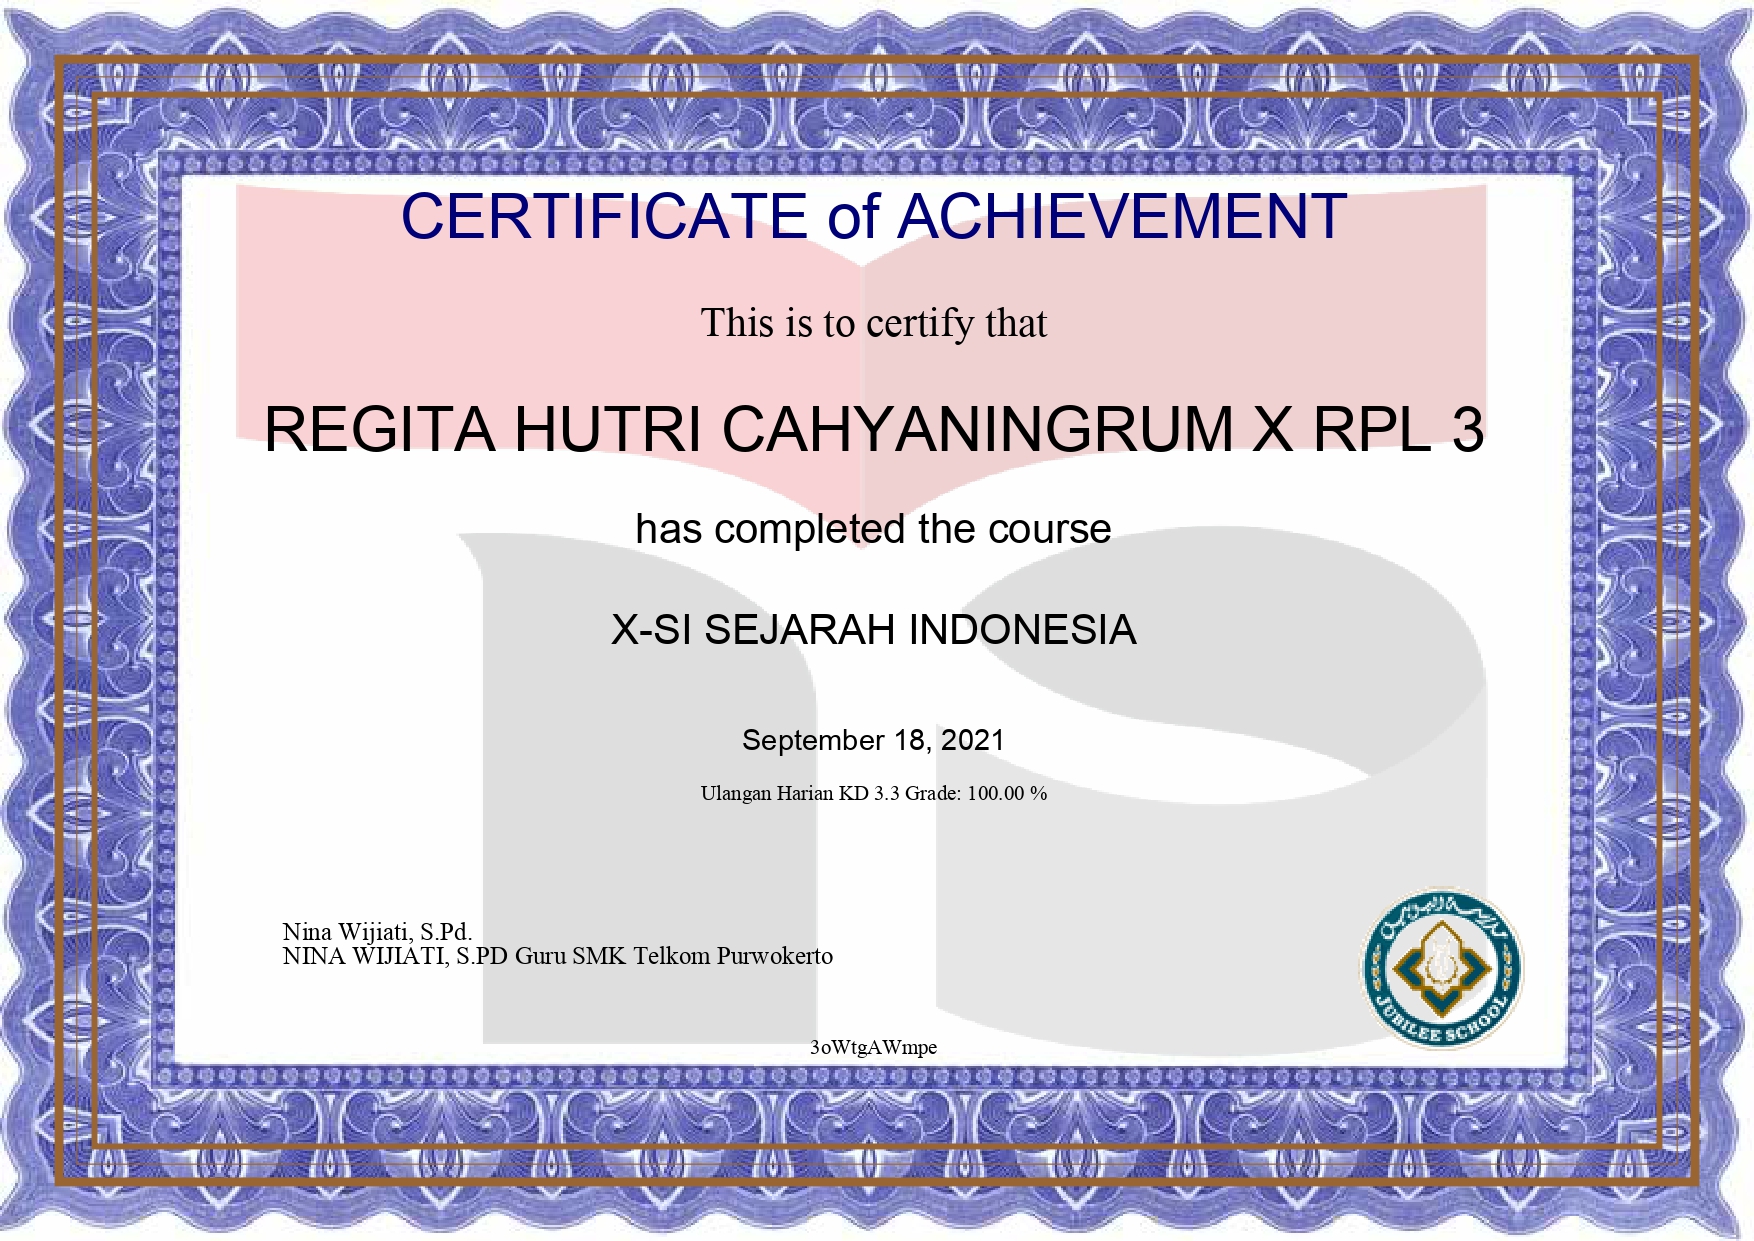 CERTIFICATE of ACHIEVEMENT
This is to certify that
REGITA HUTRI CAHYANINGRUM X RPL 3
has completed the course
X-SI SEJARAH INDONESIA
September 18, 2021
Ulangan Harian KD 3.3 Grade: 100.00 %
Nina Wijiati, S.Pd.
NINA WIJIATI, S.PD Guru SMK Telkom Purwokerto
JUBILEE SCHOOL
3oWtgAWmpe